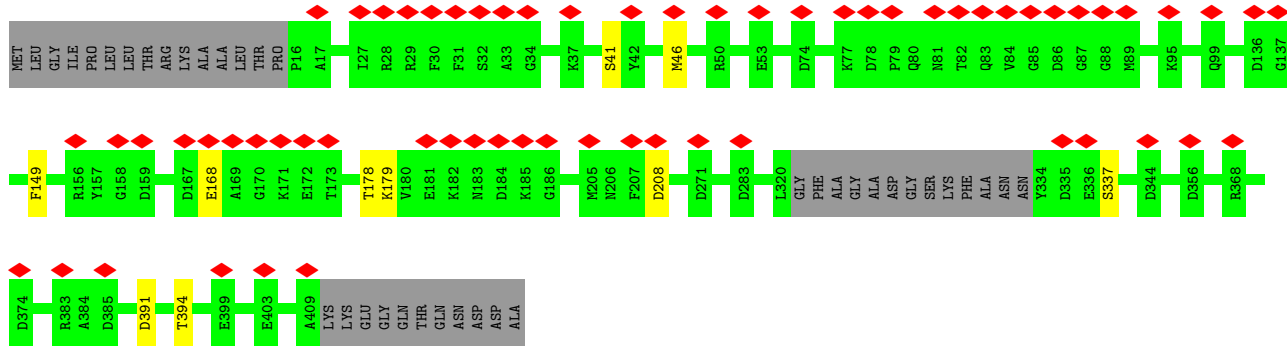 MET LEU GLY ILE PRO LEU LEU THR ARG LYS ALA ALA LEU THR PRO P16 A17 I27 R28 R29 F30 F31 S32 A33 G34 K37 S41 Y42 M46 R50 E53 D74 K77 D78 P79 Q80 N81 T82 Q83 V84 G85 D86 G87 G88 M89 K95 Q99 D136 G137
F149 R156 Y157 G158 D159 D167 E168 A169 G170 K171 E172 T173 T178 K179 V180 E181 K182 N183 D184 K185 G186 M205 N206 F207 D208 D271 D283 L320 GLY PHE ALA GLY ALA ASP GLY SER LYS PHE ALA ASN ASN Y334 D335 E336 S337 D344 D356 R368
D374 R383 A384 D385 D391 T394 E399 E403 A409 LYS LYS GLU GLY GLN THR GLN ASN ASP ASP ALA